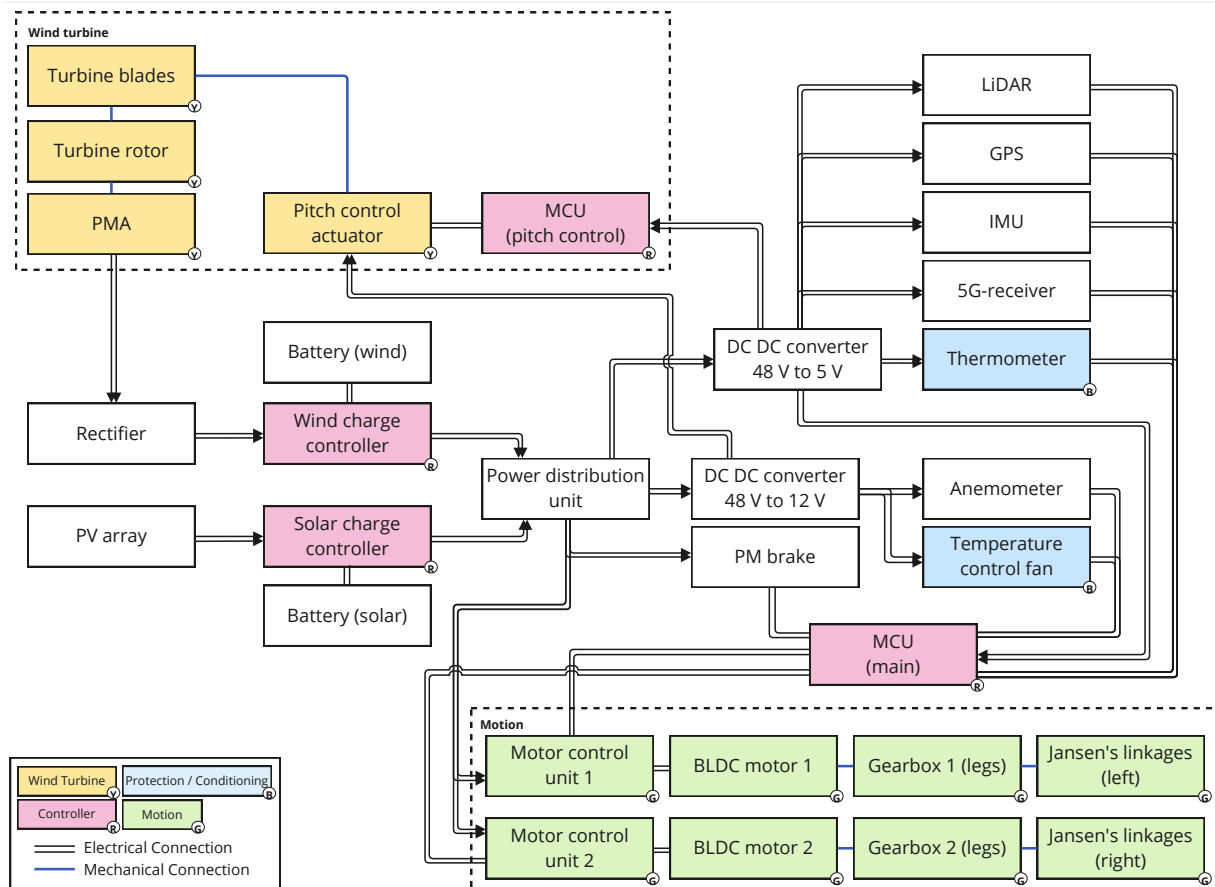 Wind turbine
Turbine blades
Y
Turbine rotor
Y
PMA
Y
Pitch control
actuator
Y
MCU
(pitch control)
R
LiDAR
GPS
IMU
5G-receiver
DC DC converter
48 V to 5 V
Thermometer
B
Battery (wind)
Rectifier
Wind charge
controller
R
Power distribution
unit
DC DC converter
48 V to 12 V
Anemometer
PV array
Solar charge
controller
R
PM brake
Temperature
control fan
B
Battery (solar)
MCU
(main)
R
Motion
Motor control
unit 1
G
BLDC motor 1
G
Gearbox 1 (legs)
G
Jansen's linkages
(left)
G
Motor control
unit 2
G
BLDC motor 2
G
Gearbox 2 (legs)
G
Jansen's linkages
(right)
G
Wind Turbine
Y
Protection / Conditioning
B
Controller
R
Motion
G
Electrical Connection
Mechanical Connection